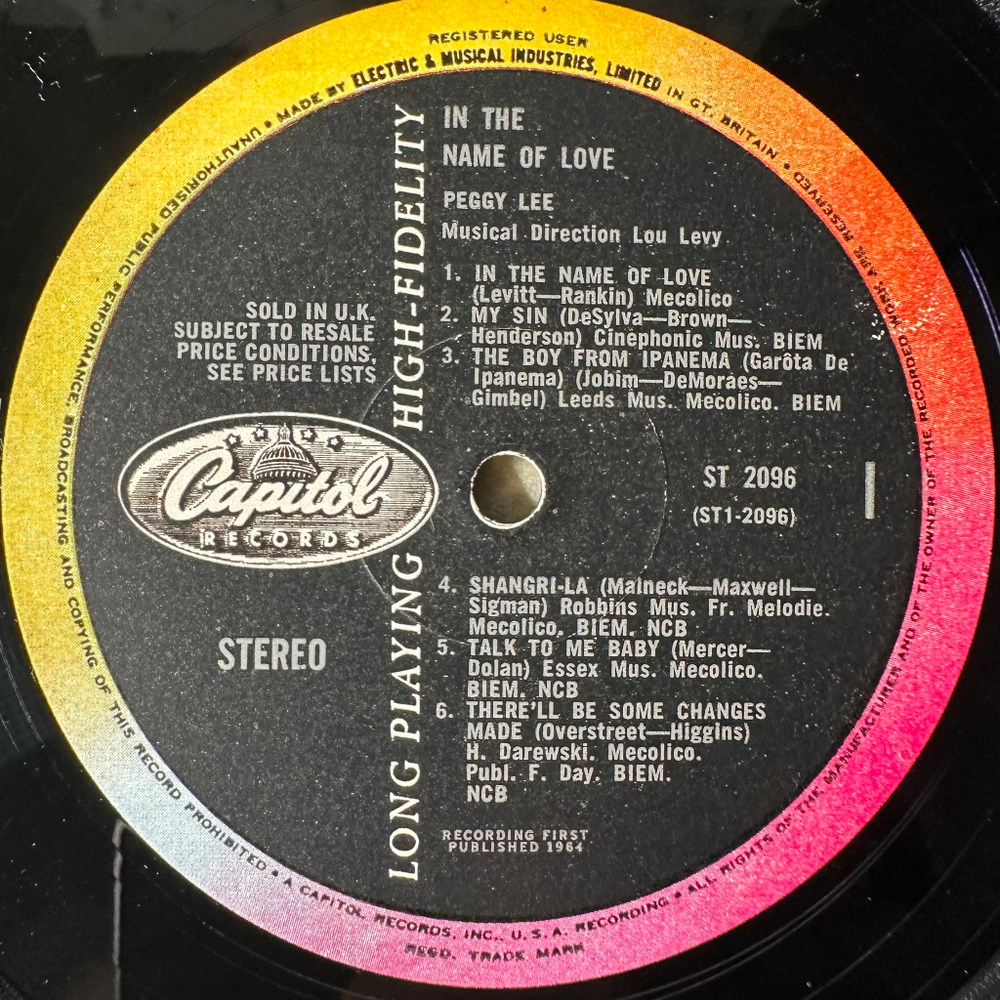 REGISTERED USER
UNAUTHORISED PUBLIC PERFORMANCE, BROADCASTING AND COPYING OF THIS RECORD PROHIBITED • A CAPITOL RECORDS, INC., U.S.A. RECORDING • ALL RIGHTS OF THE MANUFACTURER AND OF THE OWNER OF THE RECORDED WORK ARE RESERVED • MADE BY ELECTRIC & MUSICAL INDUSTRIES, LIMITED IN GT. BRITAIN •
REGD. TRADE MARK
LONG PLAYING HIGH-FIDELITY
IN THE
NAME OF LOVE
PEGGY LEE
Musical Direction Lou Levy
1. IN THE NAME OF LOVE
(Levitt—Rankin) Mecolico
2. MY SIN (DeSylva—Brown—
Henderson) Cinephonic Mus. BIEM
3. THE BOY FROM IPANEMA (Garôta De
Ipanema) (Jobim—DeMoraes—
Gimbel) Leeds Mus. Mecolico. BIEM
SOLD IN U.K.
SUBJECT TO RESALE
PRICE CONDITIONS,
SEE PRICE LISTS
Capitol
RECORDS
STEREO
ST 2096
(ST1-2096)
1
4. SHANGRI-LA (Malneck—Maxwell—
Sigman) Robbins Mus. Fr. Melodie.
Mecolico. BIEM. NCB
5. TALK TO ME BABY (Mercer—
Dolan) Essex Mus. Mecolico.
BIEM. NCB
6. THERE'LL BE SOME CHANGES
MADE (Overstreet—Higgins)
H. Darewski. Mecolico.
Publ. F. Day. BIEM.
NCB
RECORDING FIRST
PUBLISHED 1964